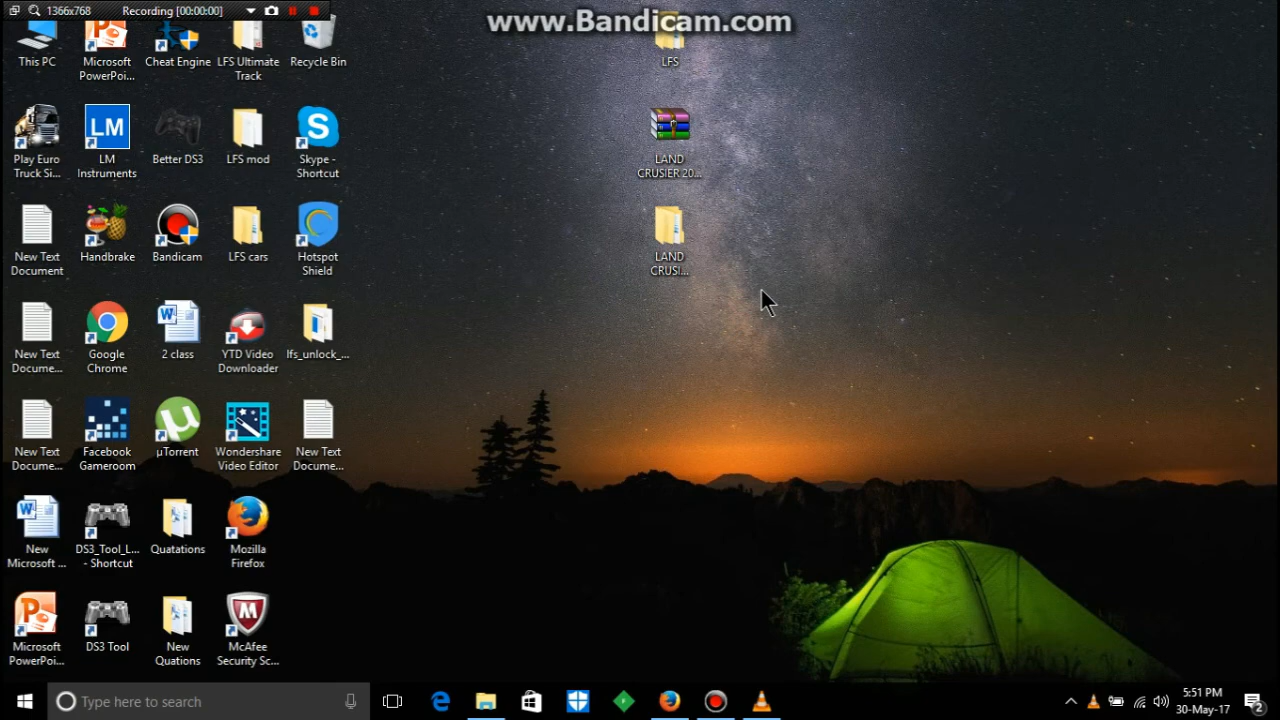 1366x768
Recording [00:00:00]
www.Bandicam.com
This PC
Microsoft
PowerPoi...
Cheat Engine
LFS Ultimate
Track
Recycle Bin
LFS
Play Euro
Truck Si...
LM
LM
Instruments
Better DS3
LFS mod
Skype -
Shortcut
LAND
CRUSIER 20...
New Text
Document
Handbrake
Bandicam
LFS cars
Hotspot
Shield
LAND
CRUSI...
New Text
Docume...
Google
Chrome
2 class
YTD Video
Downloader
lfs_unlock_...
New Text
Docume...
Facebook
Gameroom
µTorrent
Wondershare
Video Editor
New Text
Docume...
New
Microsoft ...
DS3_Tool_L...
- Shortcut
Quatations
Mozilla
Firefox
Microsoft
PowerPoi...
DS3 Tool
New
Quations
McAfee
Security Sc...
Type here to search
5:51 PM
30-May-17
2